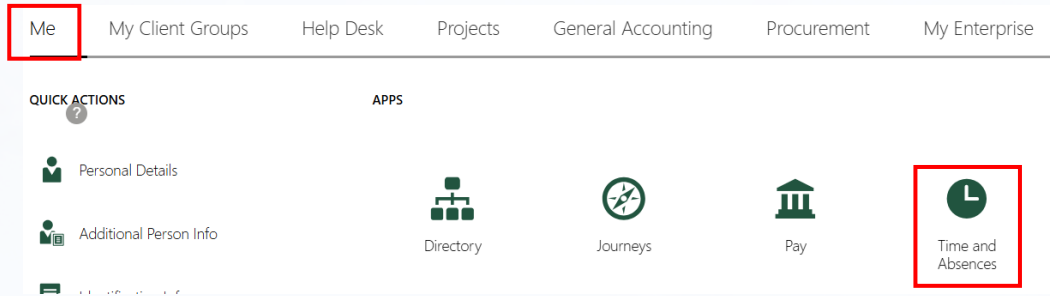 Me My Client Groups Help Desk Projects General Accounting Procurement My Enterprise
QUICK ACTIONS
?
APPS
Personal Details
Additional Person Info
Directory
Journeys
Pay
Time and
Absences